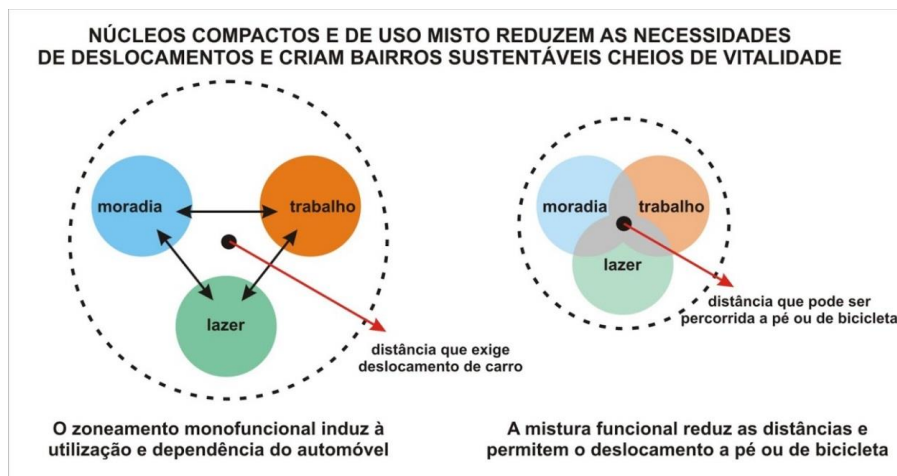 NÚCLEOS COMPACTOS E DE USO MISTO REDUZEM AS NECESSIDADES
DE DESLOCAMENTOS E CRIAM BAIRROS SUSTENTÁVEIS CHEIOS DE VITALIDADE
moradia
trabalho
lazer
distância que exige
deslocamento de carro
O zoneamento monofuncional induz à
utilização e dependência do automóvel
moradia
trabalho
lazer
distância que pode ser
percorrida a pé ou de bicicleta
A mistura funcional reduz as distâncias e
permitem o deslocamento a pé ou de bicicleta